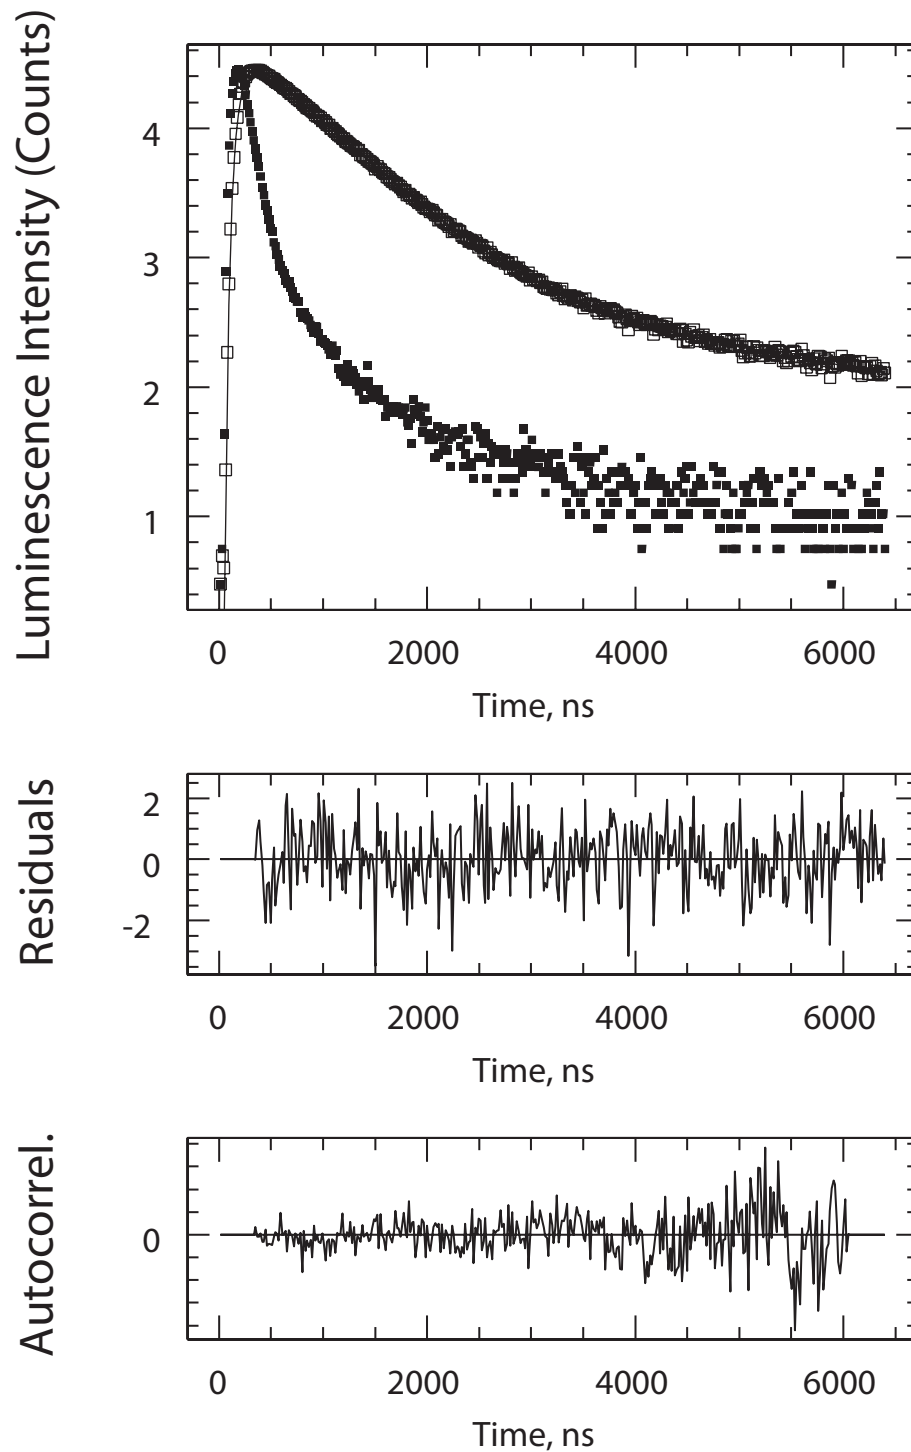 Luminescence Intensity (Counts)
4
3
2
1
0 2000 4000 6000
Time, ns
Residuals
2
0
-2
0 2000 4000 6000
Time, ns
Autocorrel.
0
0 2000 4000 6000
Time, ns